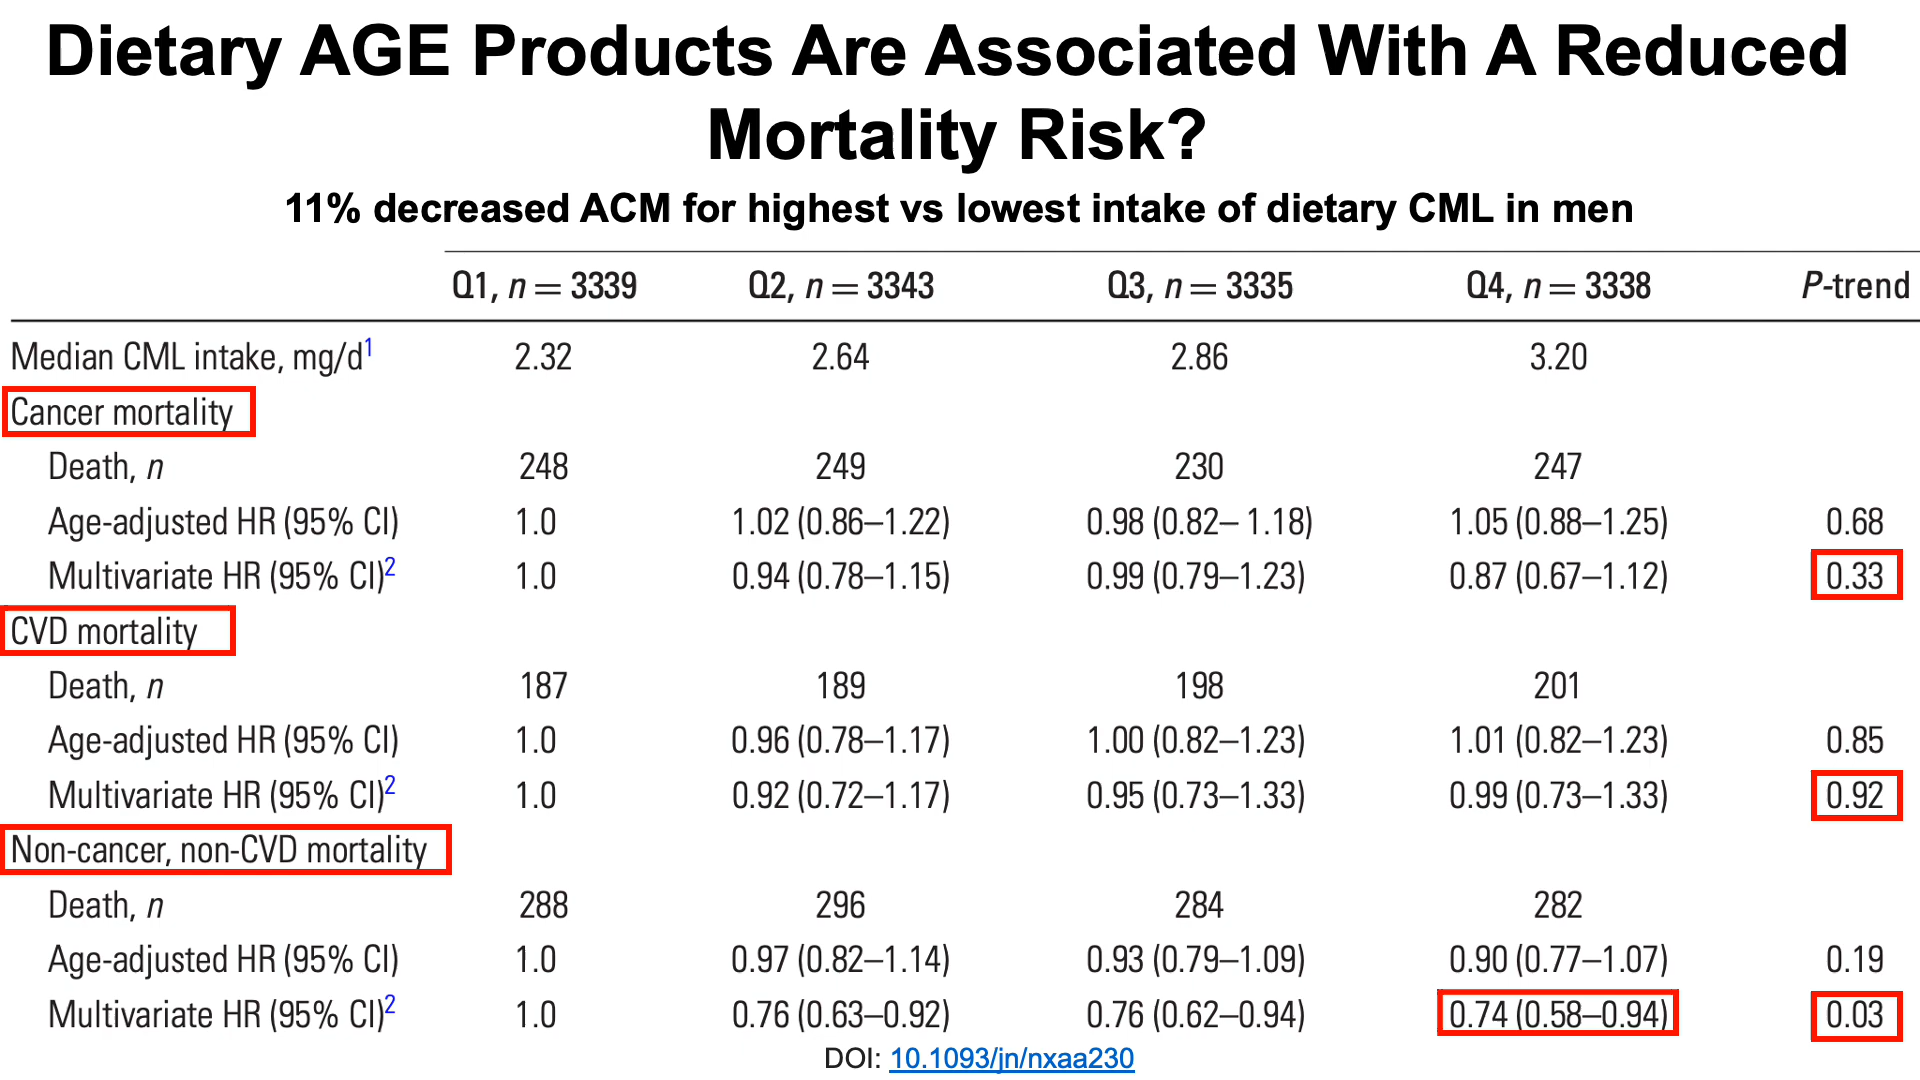 Dietary AGE Products Are Associated With A Reduced
Mortality Risk?
11% decreased ACM for highest vs lowest intake of dietary CML in men
Q1, n = 3339 Q2, n = 3343 Q3, n = 3335 Q4, n = 3338 P-trend
Median CML intake, mg/d1 2.32 2.64 2.86 3.20
Cancer mortality
Death, n 248 249 230 247
Age-adjusted HR (95% CI) 1.0 1.02 (0.86–1.22) 0.98 (0.82– 1.18) 1.05 (0.88–1.25) 0.68
Multivariate HR (95% CI)2 1.0 0.94 (0.78–1.15) 0.99 (0.79–1.23) 0.87 (0.67–1.12) 0.33
CVD mortality
Death, n 187 189 198 201
Age-adjusted HR (95% CI) 1.0 0.96 (0.78–1.17) 1.00 (0.82–1.23) 1.01 (0.82–1.23) 0.85
Multivariate HR (95% CI)2 1.0 0.92 (0.72–1.17) 0.95 (0.73–1.33) 0.99 (0.73–1.33) 0.92
Non-cancer, non-CVD mortality
Death, n 288 296 284 282
Age-adjusted HR (95% CI) 1.0 0.97 (0.82–1.14) 0.93 (0.79–1.09) 0.90 (0.77–1.07) 0.19
Multivariate HR (95% CI)2 1.0 0.76 (0.63–0.92) 0.76 (0.62–0.94) 0.74 (0.58–0.94) 0.03
DOI: 10.1093/jn/nxaa230